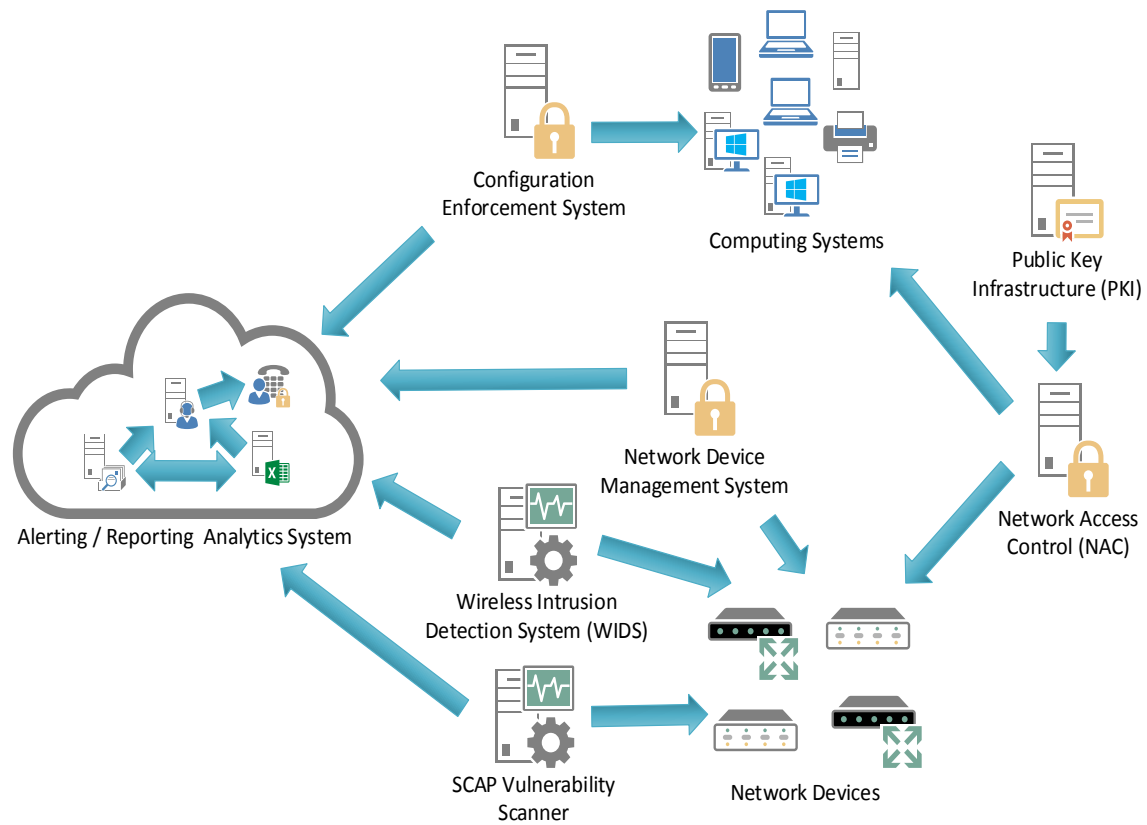 Configuration
Enforcement System
Computing Systems
Public Key
Infrastructure (PKI)
Network Device
Management System
Network Access
Control (NAC)
Alerting / Reporting  Analytics System
Wireless Intrusion
Detection System (WIDS)
SCAP Vulnerability
Scanner
Network Devices
X